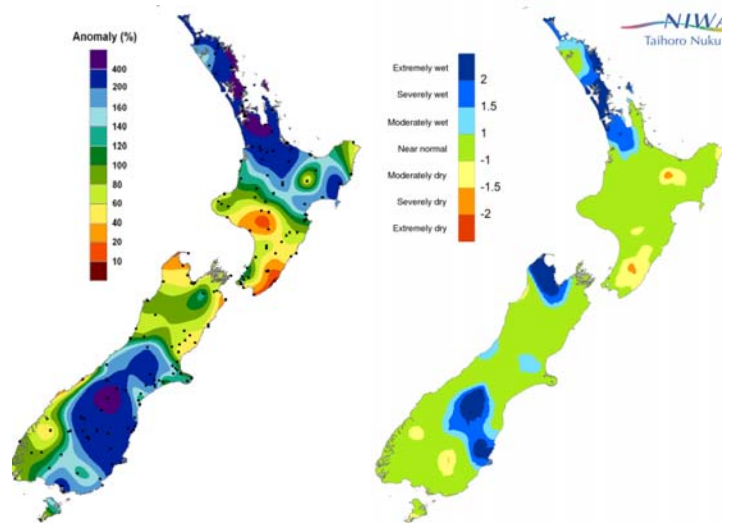 Anomaly (%)
400
200
160
140
120
100
80
60
40
20
10
Extremely wet
Severely wet
Moderately wet
Near normal
Moderately dry
Severely dry
Extremely dry
2
1.5
1
-1
-1.5
-2
NIWA
Taihoro Nuku